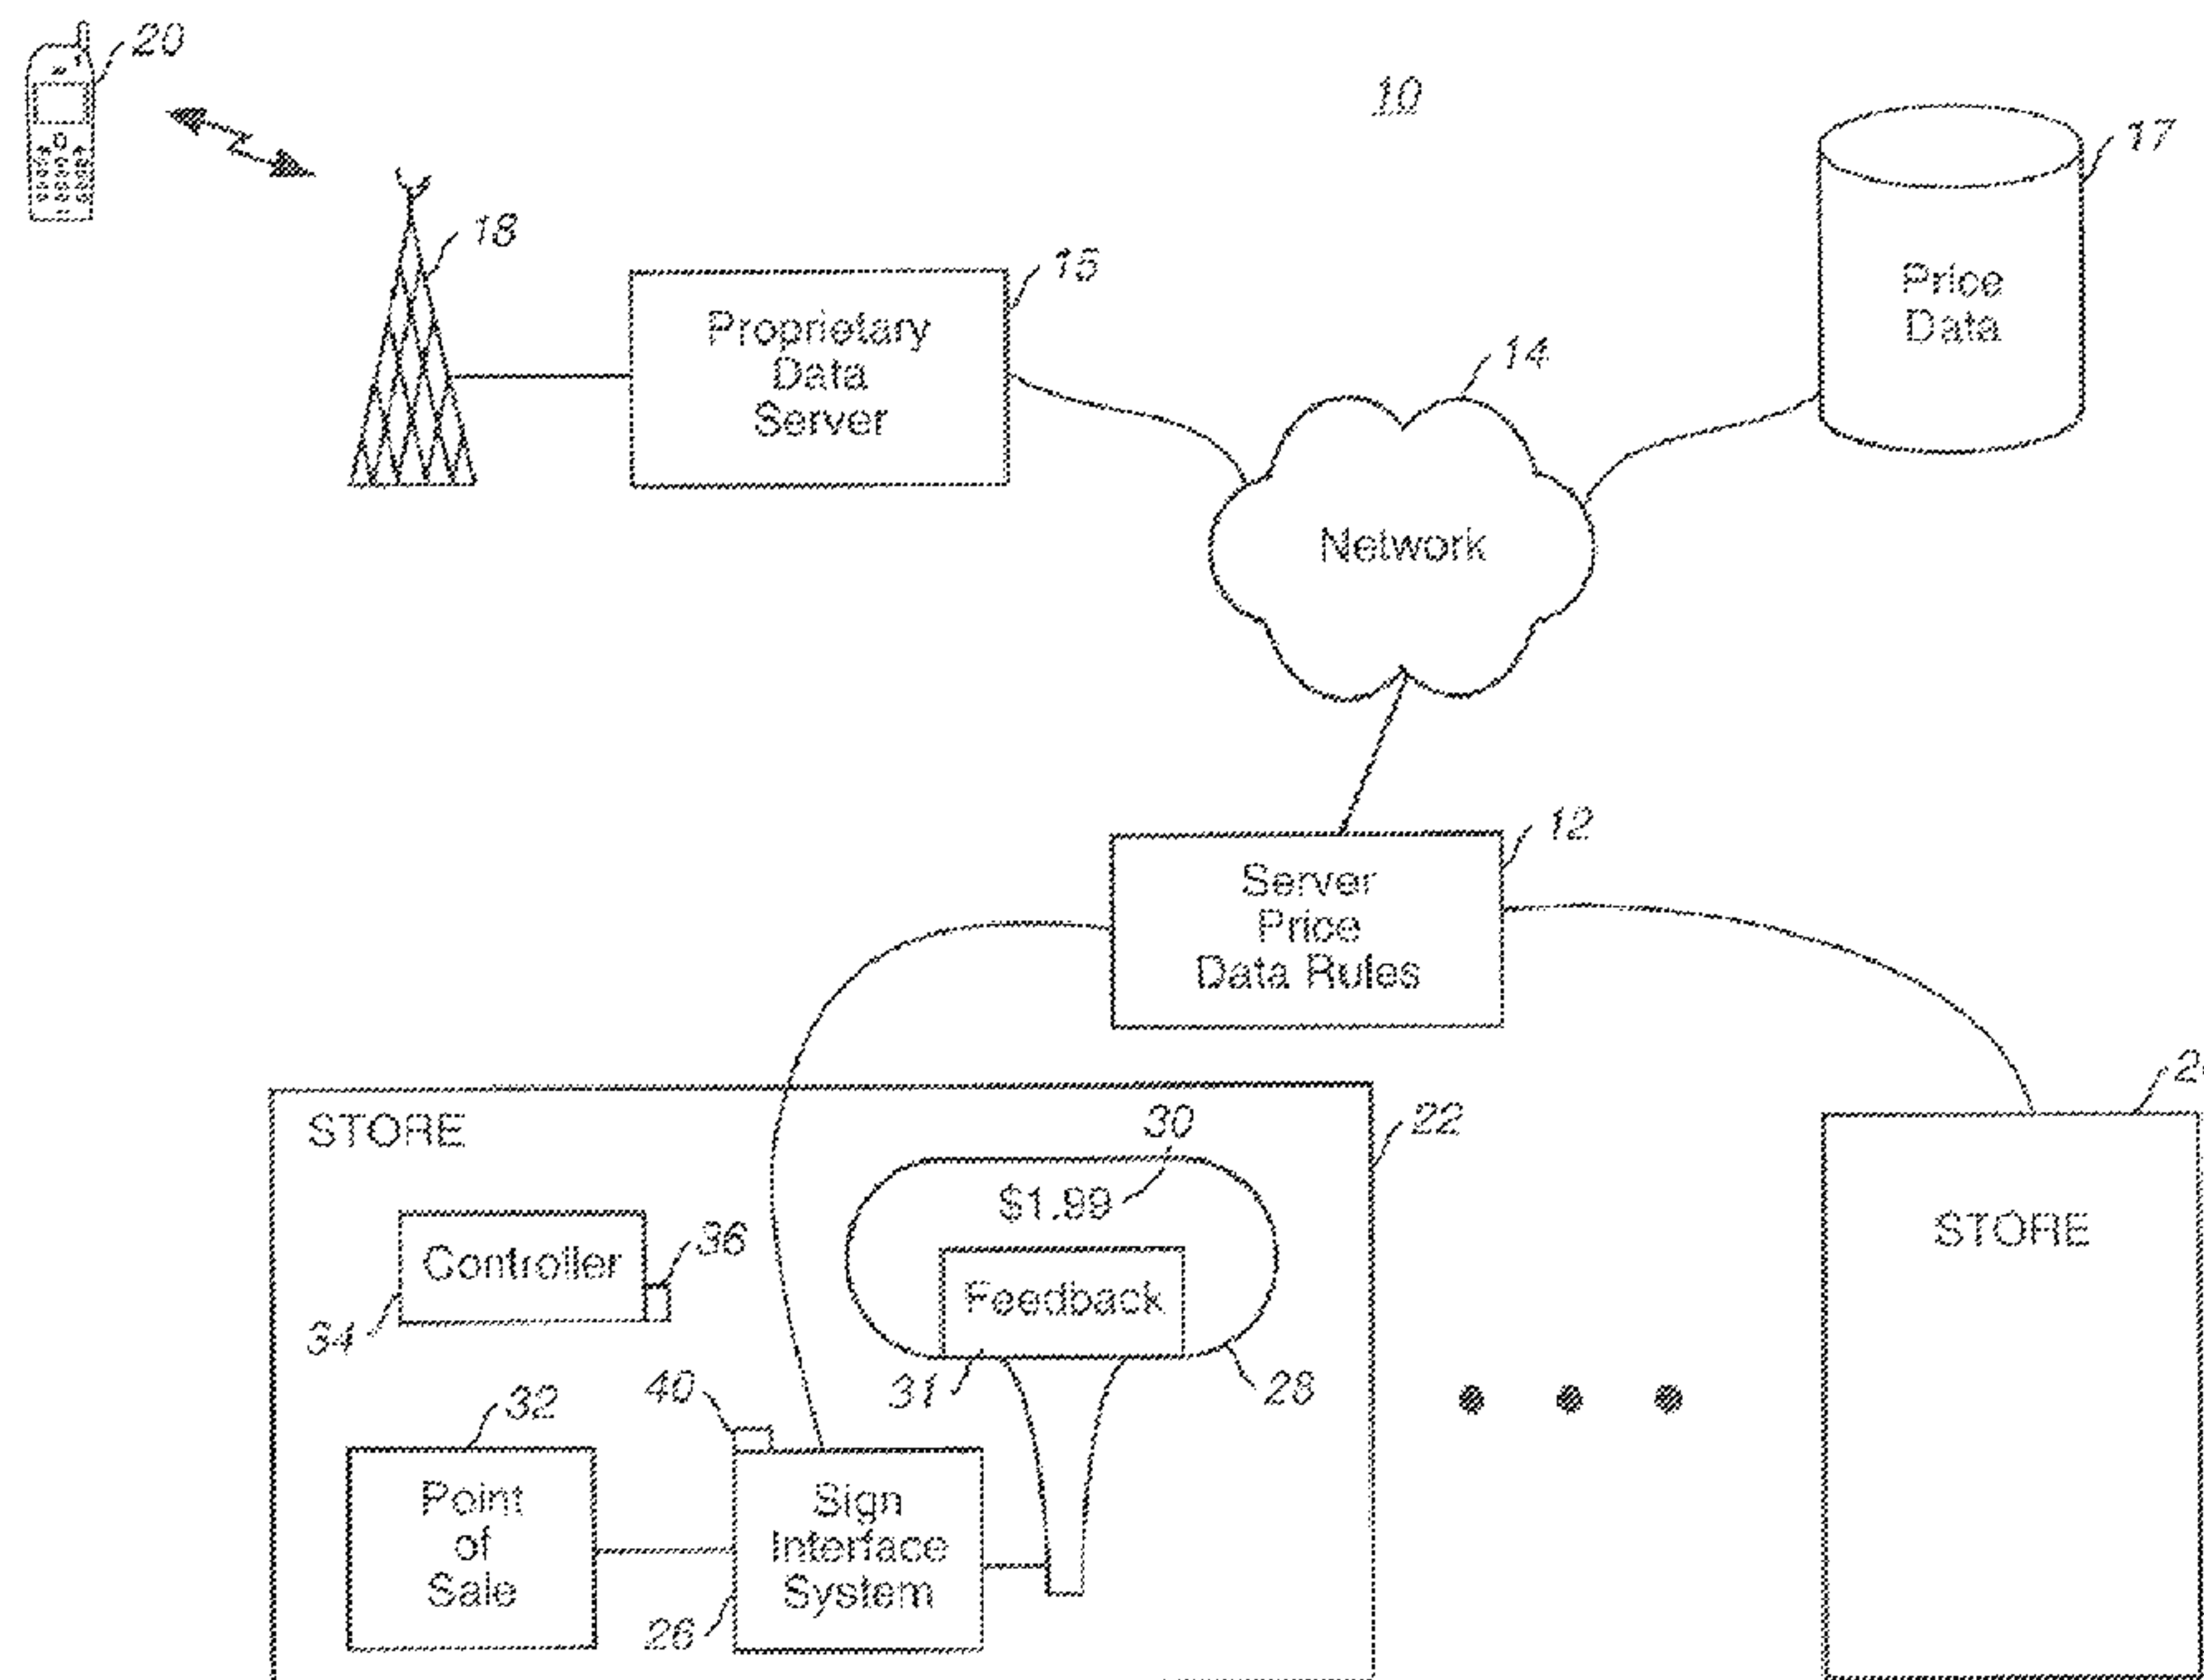 20
10
17
18
Proprietary
Data
Server
Price
Data
14
Network
12
Server
Price
Data Rules
STORE
22
30
$1.99
Controller
36
34
Feedback
31
28
40
32
Point
of
Sale
Sign
Interface
System
26
STORE